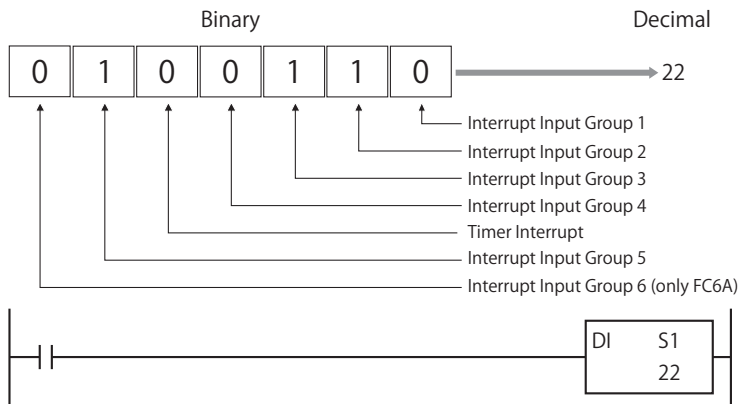 Binary Decimal
0 1 0 0 1 1 0 22
Interrupt Input Group 1
Interrupt Input Group 2
Interrupt Input Group 3
Interrupt Input Group 4
Timer Interrupt
Interrupt Input Group 5
Interrupt Input Group 6 (only FC6A)
DI S1
22